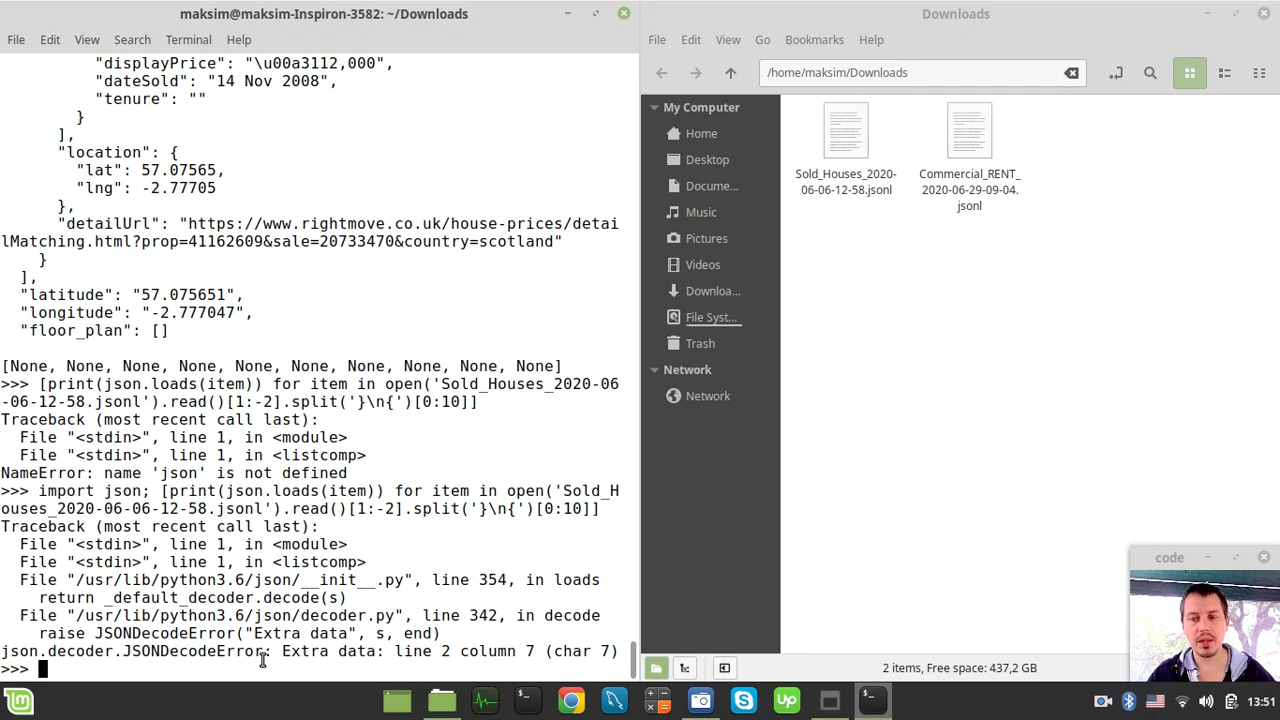 maksim@maksim-Inspiron-3582: ~/Downloads
File Edit View Search Terminal Help
"displayPrice": "\u00a3112,000",
"dateSold": "14 Nov 2008",
"tenure": ""
}
],
"location": {
"lat": 57.07565,
"lng": -2.77705
},
"detailUrl": "https://www.rightmove.co.uk/house-prices/detai
lMatching.html?prop=41162609&sale=20733470&country=scotland"
}
],
"latitude": "57.075651",
"longitude": "-2.777047",
"floor_plan": []
[None, None, None, None, None, None, None, None, None, None]
>>> [print(json.loads(item)) for item in open('Sold_Houses_2020-06
-06-12-58.jsonl').read()[1:-2].split('}\n{')[0:10]]
Traceback (most recent call last):
File "<stdin>", line 1, in <module>
File "<stdin>", line 1, in <listcomp>
NameError: name 'json' is not defined
>>> import json; [print(json.loads(item)) for item in open('Sold_H
ouses_2020-06-06-12-58.jsonl').read()[1:-2].split('}\n{')[0:10]]
Traceback (most recent call last):
File "<stdin>", line 1, in <module>
File "<stdin>", line 1, in <listcomp>
File "/usr/lib/python3.6/json/__init__.py", line 354, in loads
return _default_decoder.decode(s)
File "/usr/lib/python3.6/json/decoder.py", line 342, in decode
raise JSONDecodeError("Extra data", s, end)
json.decoder.JSONDecodeError: Extra data: line 2 column 7 (char 7)
>>>
Downloads
File Edit View Go Bookmarks Help
/home/maksim/Downloads
My Computer
Home
Desktop
Docume...
Music
Pictures
Videos
Downloa...
File Syst...
Trash
Network
Network
Sold_Houses_2020-
06-06-12-58.jsonl
Commercial_RENT_
2020-06-29-09-04.
jsonl
code
2 items, Free space: 437,2 GB
Up
13:51